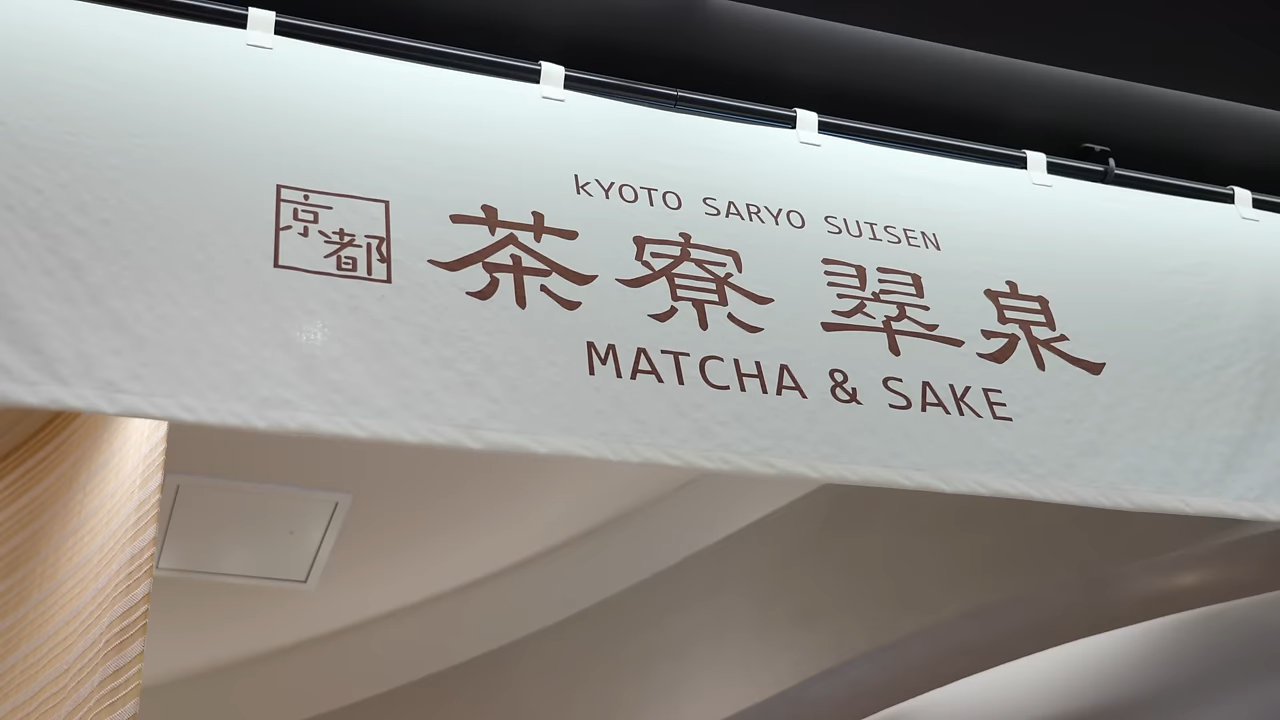 kYOTO SARYO SUISEN
京都 茶寮 翠泉
MATCHA & SAKE